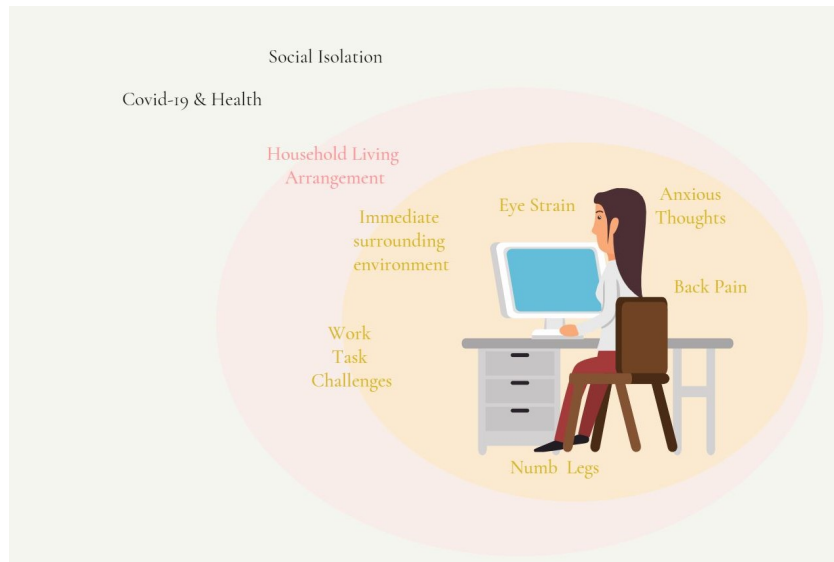 Social Isolation
Covid-19 & Health
Household Living
Arrangement
Immediate
surrounding
environment
Eye Strain
Anxious
Thoughts
Back Pain
Work
Task
Challenges
Numb Legs